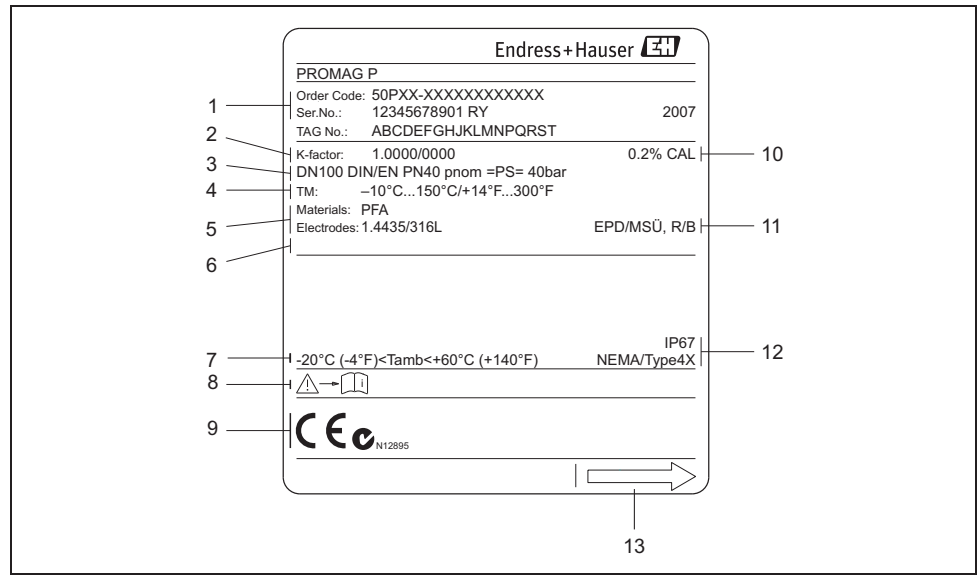 Endress+Hauser EH
PROMAG P
1 Order Code: 50PXX-XXXXXXXXXXXX
Ser.No.: 12345678901 RY 2007
TAG No.: ABCDEFGHJKLMNPQRST
2 K-factor: 1.0000/0000 0.2% CAL 10
3 DN100 DIN/EN PN40 pnom =PS= 40bar
4 TM: –10°C...150°C/+14°F...300°F
5 Materials: PFA
Electrodes: 1.4435/316L EPD/MSÜ, R/B 11
6
IP67
7 -20°C (-4°F)<Tamb<+60°C (+140°F) NEMA/Type4X 12
8 i
9 CE N12895
13